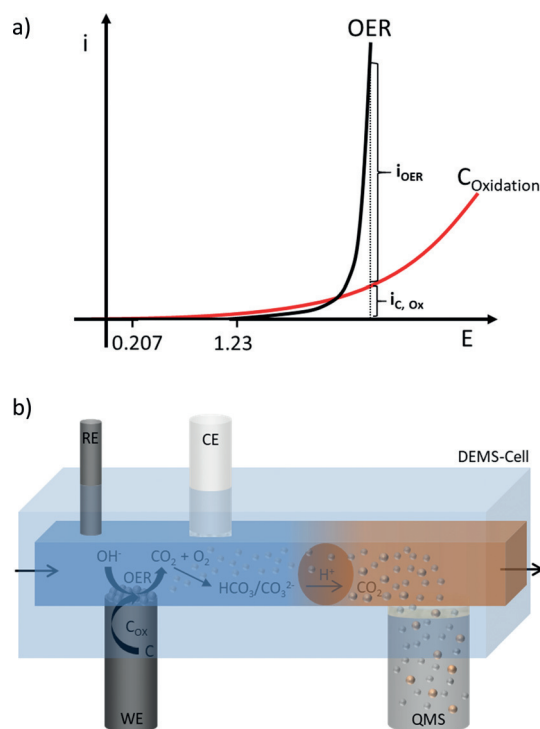 a)
i
OER
i_OER
C_Oxidation
i_C, Ox
0.207
1.23
E
b)
RE
CE
DEMS-Cell
OH⁻
CO₂ + O₂
OER
HCO₃/CO₃²⁻
H⁺
CO₂
C_OX
C
WE
QMS